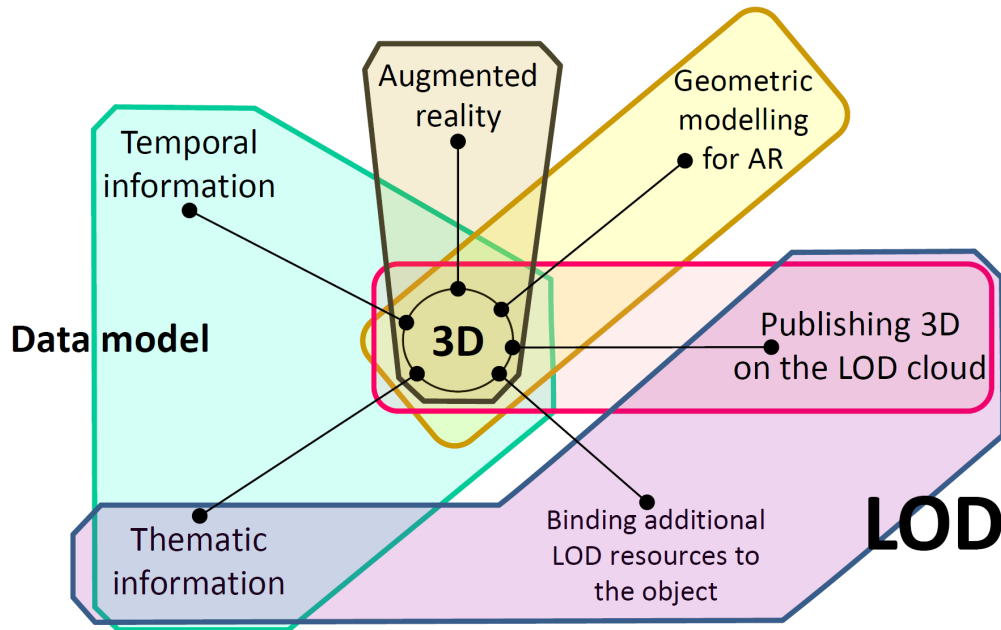 Augmented
reality
Geometric
modelling
for AR
Temporal
information
Data model
3D
Publishing 3D
on the LOD cloud
LOD
Thematic
information
Binding additional
LOD resources to
the object